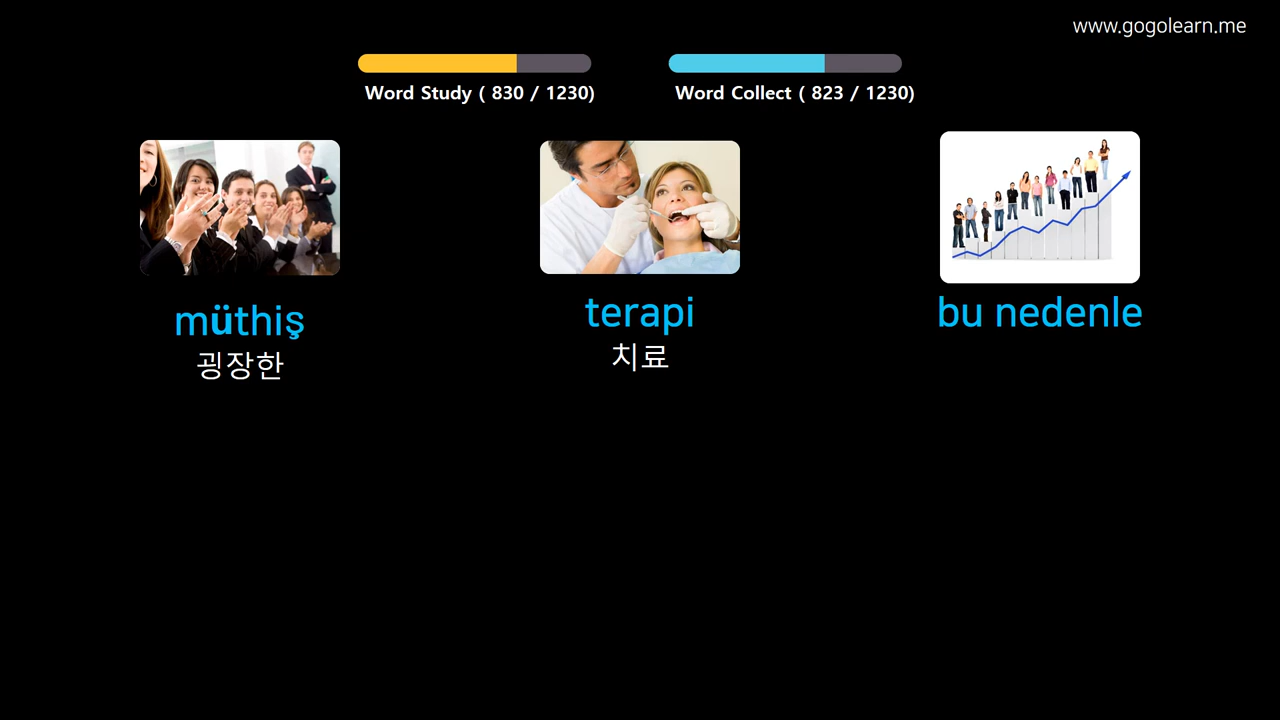 www.gogolearn.me
Word Study ( 830 / 1230)
Word Collect ( 823 / 1230)
müthiş
굉장한
terapi
치료
bu nedenle